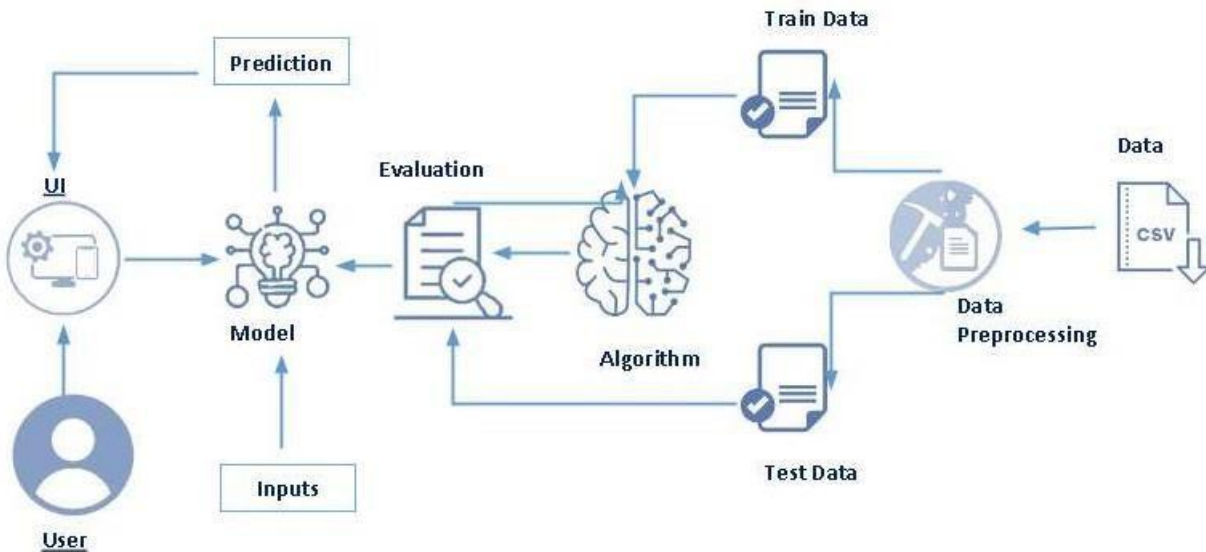 Train Data
Prediction
Data
Evaluation
UI
CSV
Data
Preprocessing
Model
Algorithm
Test Data
Inputs
User